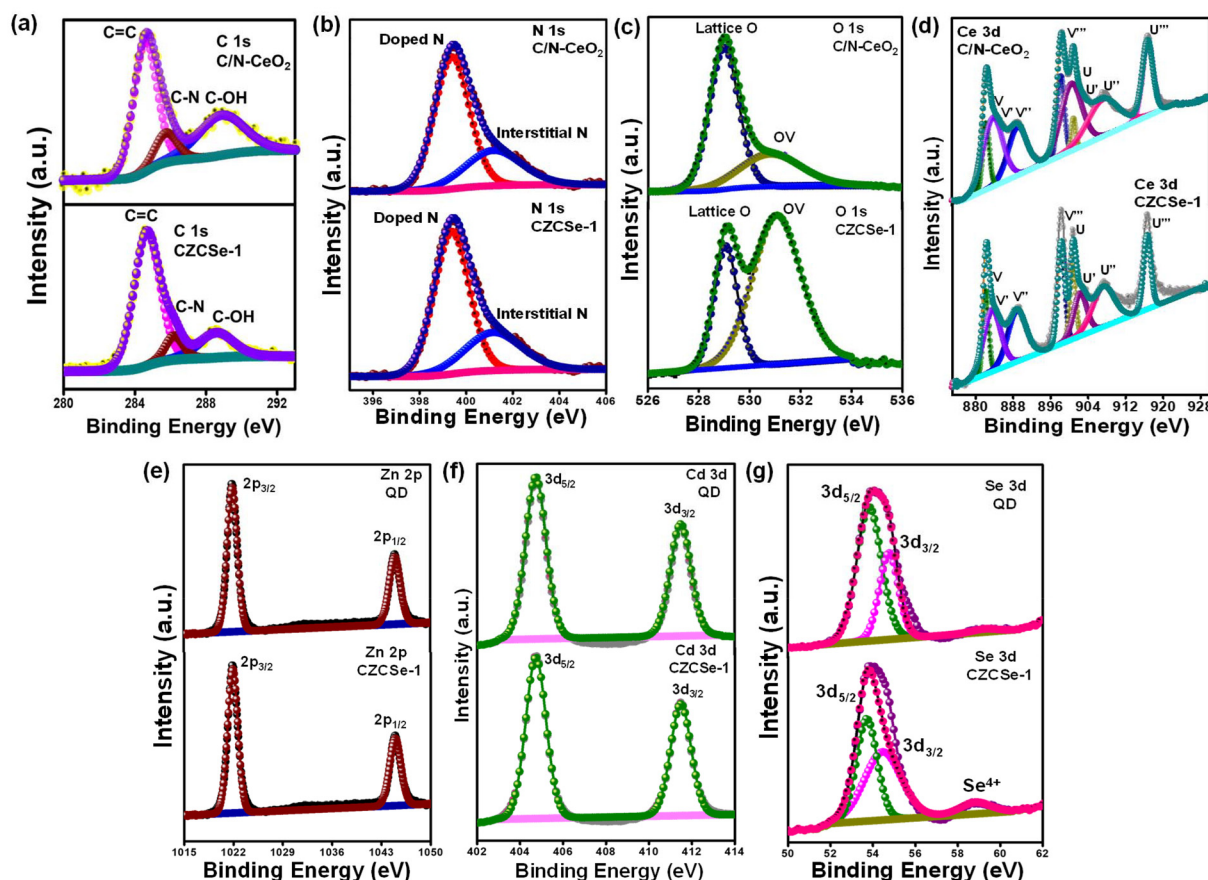 (a)
C=C
C 1s
C/N-CeO₂
C-N
C-OH
C=C
C 1s
CZCSe-1
C-N
C-OH
Intensity (a.u.)
280 284 288 292
Binding Energy (eV)
(b)
Doped N
N 1s
C/N-CeO₂
Interstitial N
Doped N
N 1s
CZCSe-1
Interstitial N
Intensity (a.u.)
396 398 400 402 404 406
Binding Energy (eV)
(c)
Lattice O
O 1s
C/N-CeO₂
OV
Lattice O
OV
O 1s
CZCSe-1
Intensity (a.u.)
526 528 530 532 534 536
Binding Energy (eV)
(d)
Ce 3d
C/N-CeO₂
V'''
U
U'''
V
V'
V''
U'
U''
Ce 3d
CZCSe-1
V'''
U
U'''
V
V'
V''
U'
U''
Intensity (a.u.)
880 888 896 904 912 920 928
Binding Energy (eV)
(e)
2p₃/₂
Zn 2p
QD
2p₁/₂
2p₃/₂
Zn 2p
CZCSe-1
2p₁/₂
Intensity (a.u.)
1015 1022 1029 1036 1043 1050
Binding Energy (eV)
(f)
3d₅/₂
Cd 3d
QD
3d₃/₂
3d₅/₂
Cd 3d
CZCSe-1
3d₃/₂
Intensity (a.u.)
402 404 406 408 410 412 414
Binding Energy (eV)
(g)
3d₅/₂
Se 3d
QD
3d₃/₂
Se 3d
CZCSe-1
3d₅/₂
3d₃/₂
Se⁴⁺
Intensity (a.u.)
50 52 54 56 58 60 62
Binding Energy (eV)